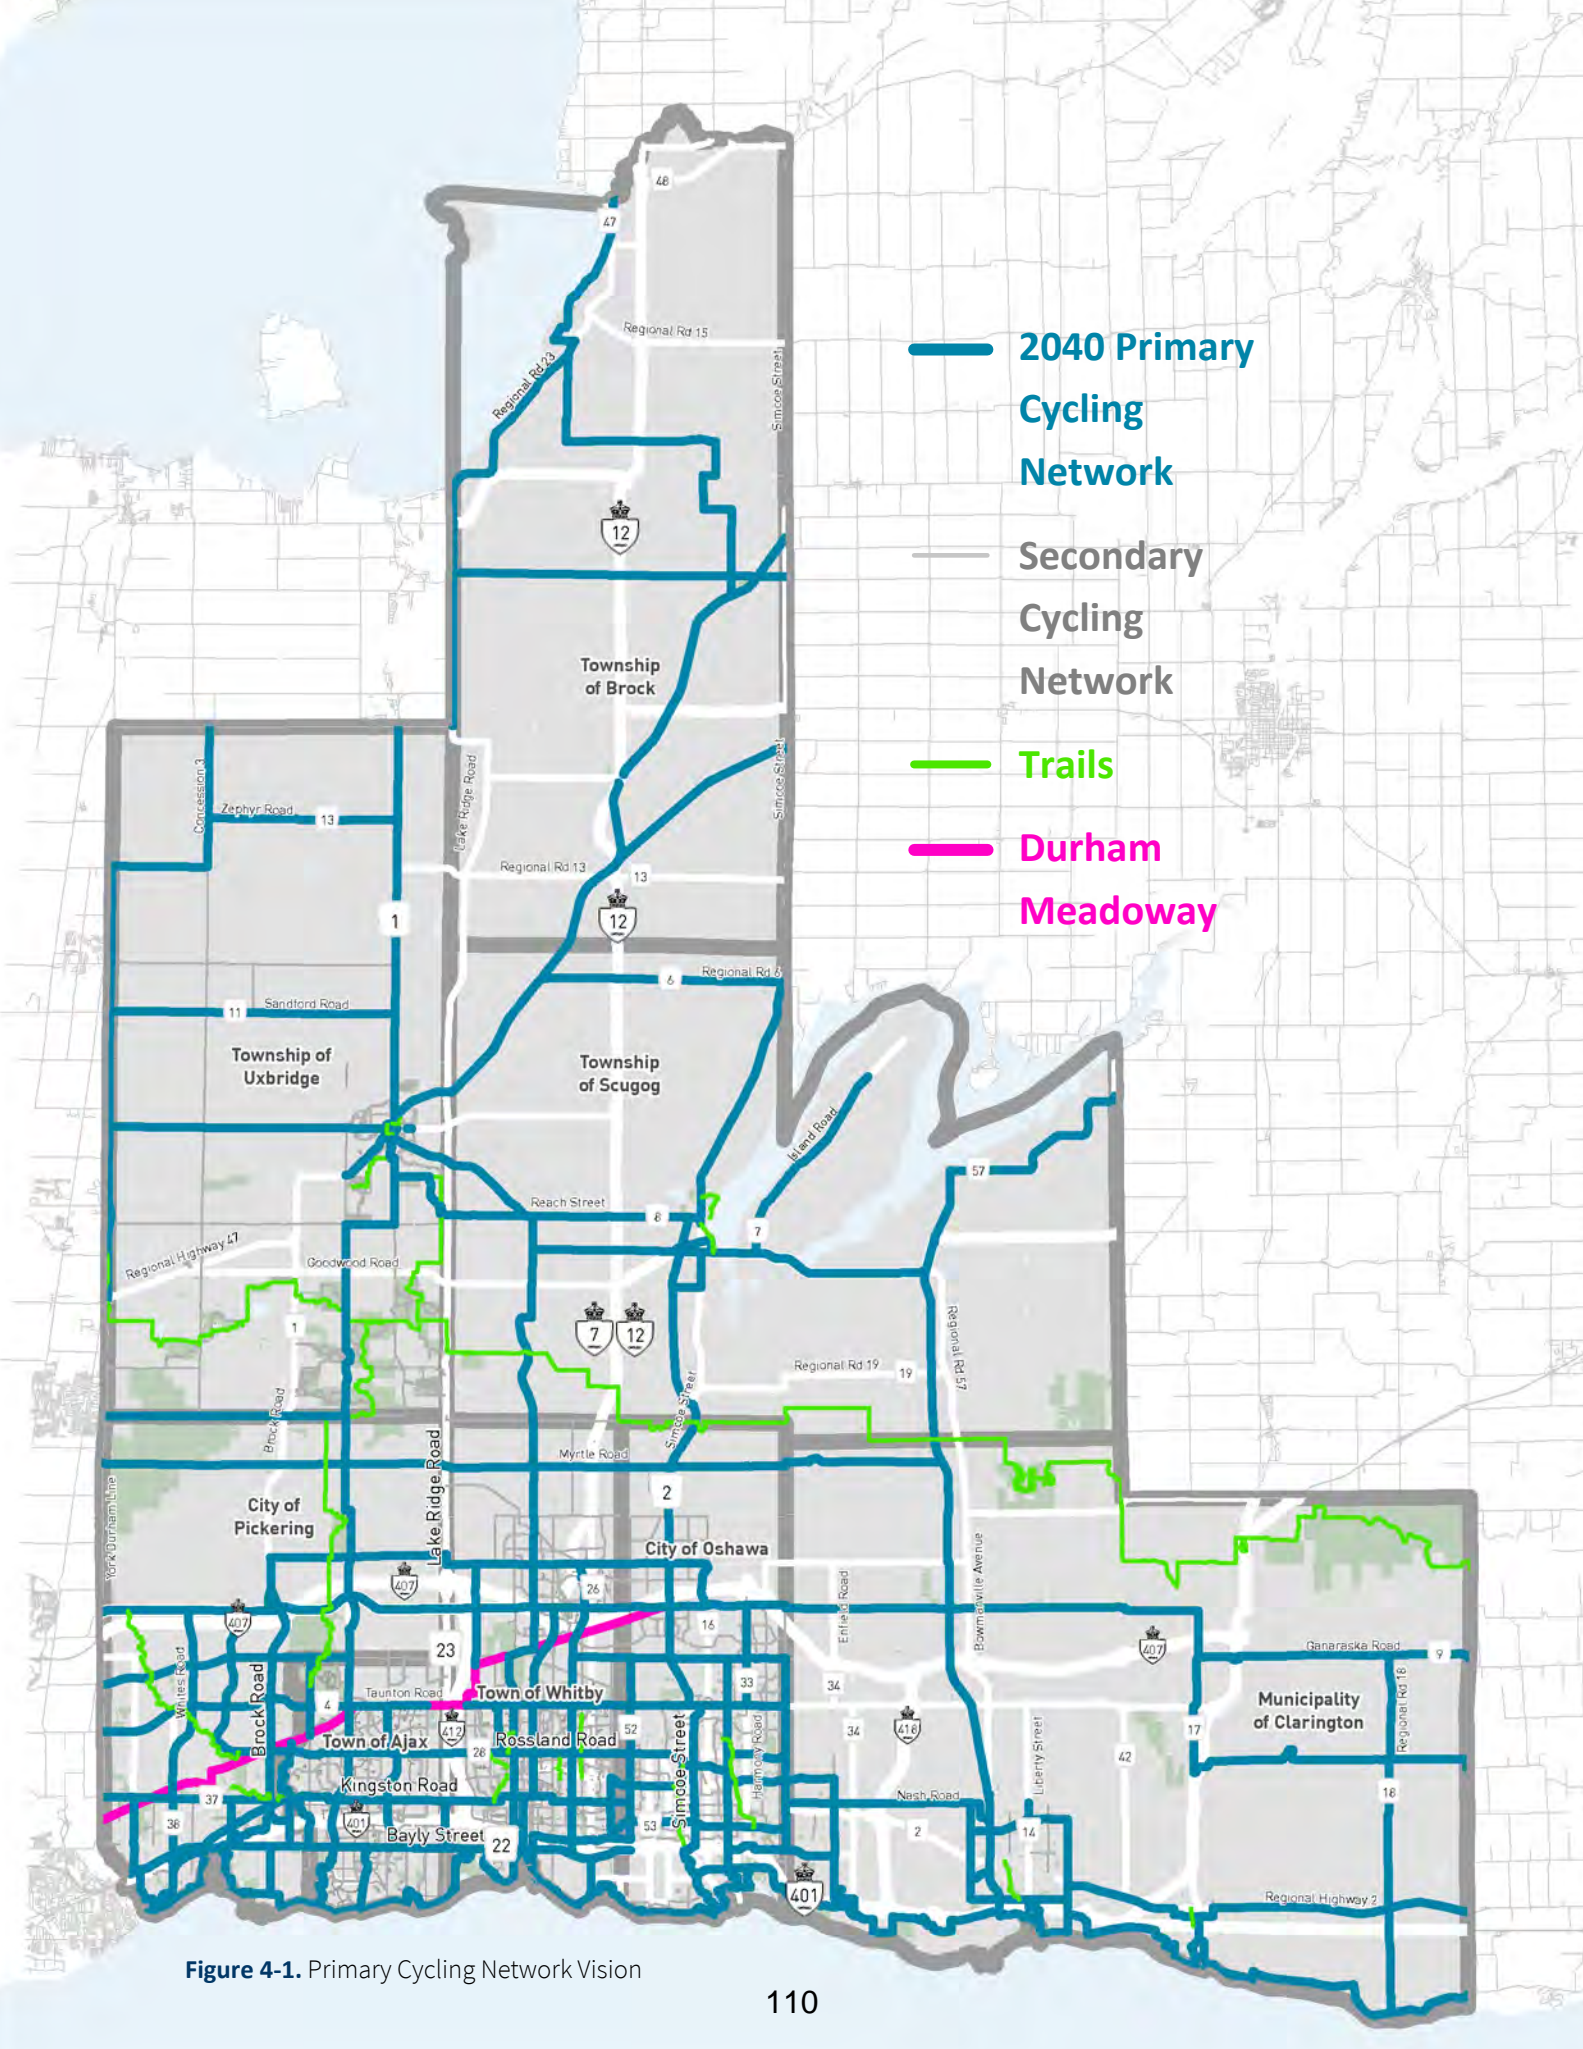 48
47
Regional Rd 15
Regional Rd 23
Simcoe Street
2040 Primary
Cycling
Network
12
Secondary
Cycling
Network
Township
of Brock
Trails
Durham
Meadoway
Concession 3
Zephyr Road
13
Lake Ridge Road
Simcoe Street
Regional Rd 13
13
1
12
6
Regional Rd 6
11
Sandford Road
Township of
Uxbridge
Township
of Scugog
Island Road
57
Reach Street
8
7
Regional Highway 47
Goodwood Road
1
7
12
Regional Rd 57
Regional Rd 19
19
Simcoe Street
Brock Road
Lake Ridge Road
Myrtle Road
York Durham Line
City of
Pickering
2
City of Oshawa
Bowmanville Avenue
407
26
Enfield Road
407
16
407
Whites Road
Brock Road
23
Ganaraska Road
9
33
34
Taunton Road
4
Town of Whitby
Regional Rd 18
Municipality
of Clarington
412
34
418
17
Town of Ajax
28
Rossland Road
52
Simcoe Street
Harmony Road
Liberty Street
42
Kingston Road
37
Nash Road
18
38
401
Bayly Street
22
53
2
14
401
Regional Highway 2
Figure 4-1. Primary Cycling Network Vision
110